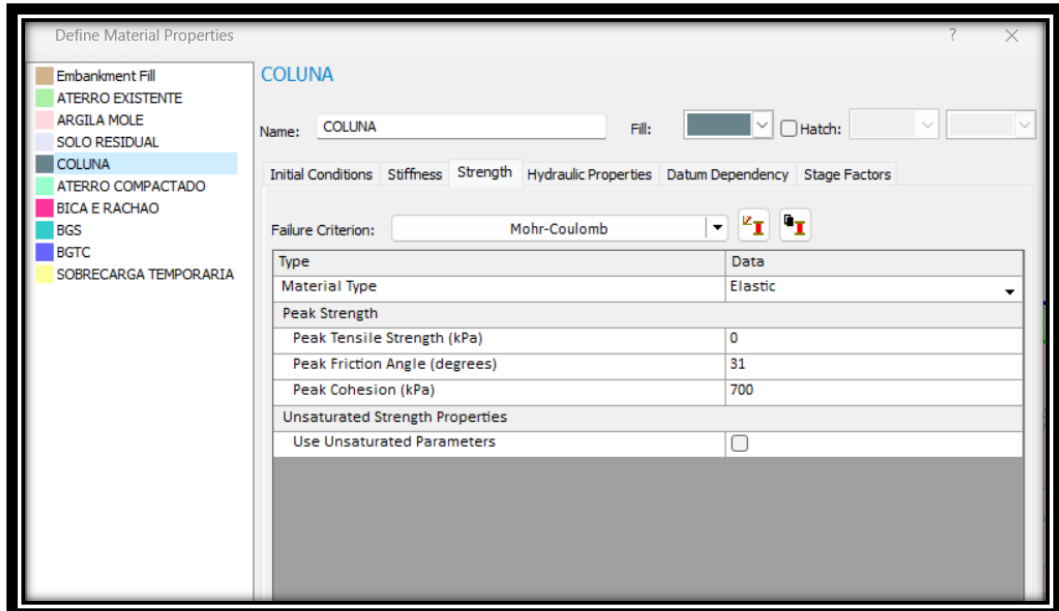 Define Material Properties ?
Embankment Fill
ATERRO EXISTENTE
ARGILA MOLE
SOLO RESIDUAL
COLUNA
ATERRO COMPACTADO
BICA E RACHAO
BGS
BGTC
SOBRECARGA TEMPORARIA
COLUNA
Name: COLUNA Fill: Hatch:
Initial Conditions Stiffness Strength Hydraulic Properties Datum Dependency Stage Factors
Failure Criterion: Mohr-Coulomb
Type Data
Material Type Elastic
Peak Strength
Peak Tensile Strength (kPa) 0
Peak Friction Angle (degrees) 31
Peak Cohesion (kPa) 700
Unsaturated Strength Properties
Use Unsaturated Parameters